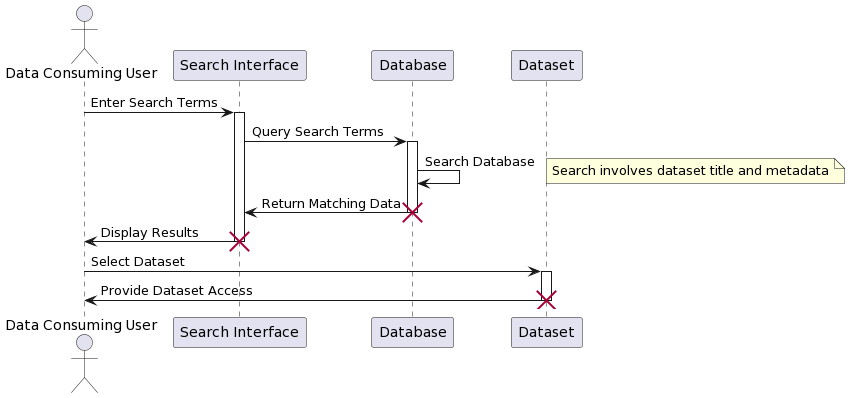 Data Consuming User
Search Interface
Database
Dataset
Enter Search Terms
Query Search Terms
Search Database
Search involves dataset title and metadata
Return Matching Data
Display Results
Select Dataset
Provide Dataset Access
Data Consuming User
Search Interface
Database
Dataset